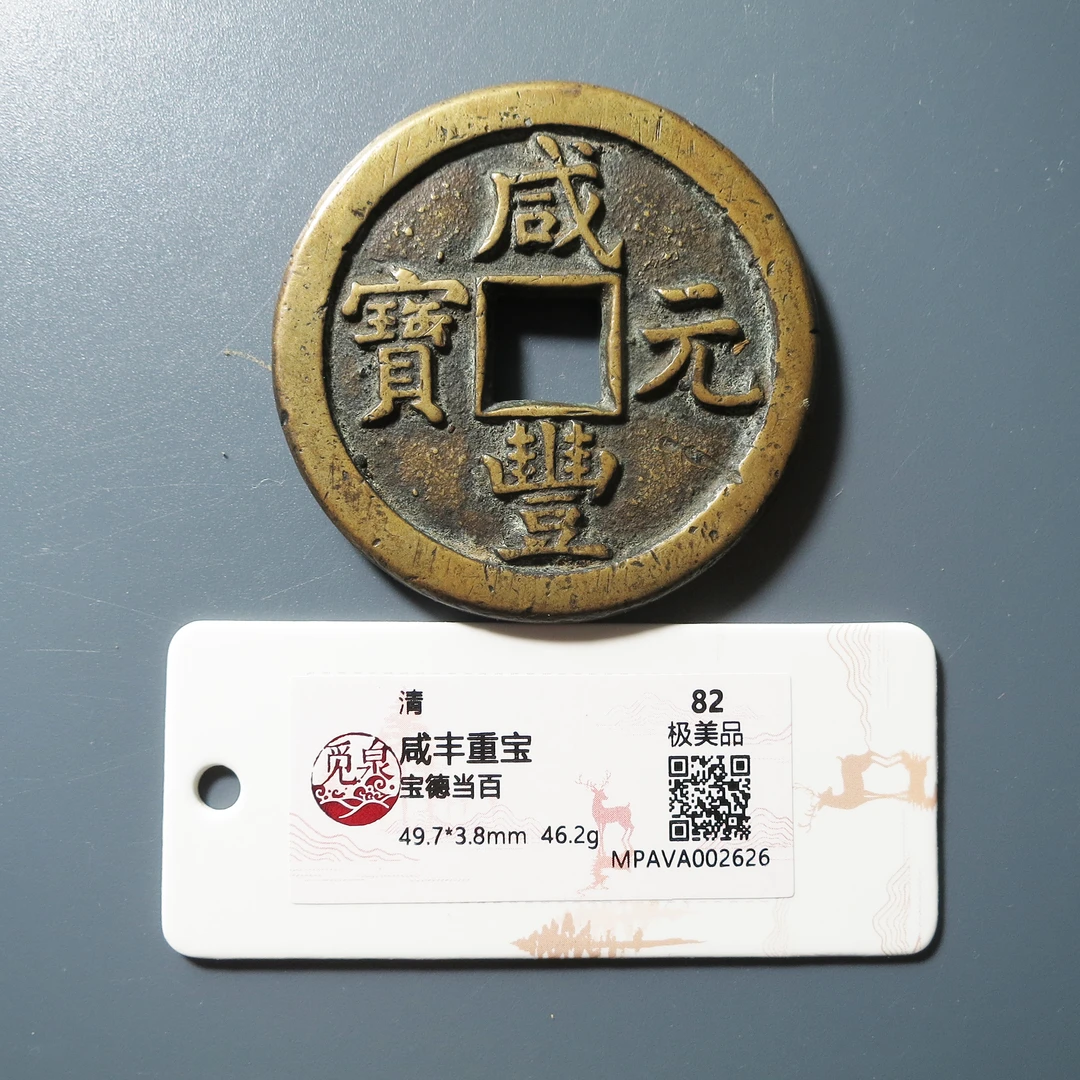 咸
豐
元
寶
清
觅泉
咸丰重宝
宝德当百
49.7*3.8mm 46.2g
82
极美品
MPAVA002626